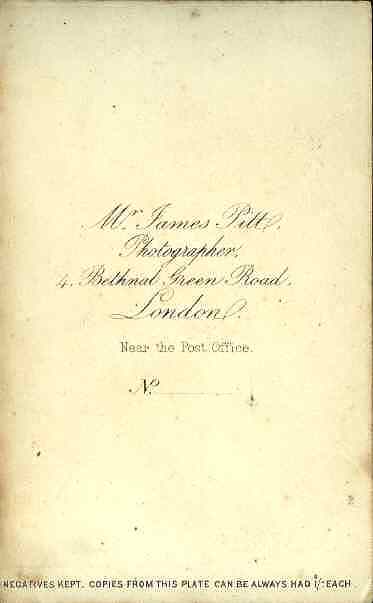 Mr. James Pitt.
Photographer.
4. Bethnal Green Road.
London.
Near the Post Office.
No.
NEGATIVES KEPT. COPIES FROM THIS PLATE CAN BE ALWAYS HAD 1/- EACH.